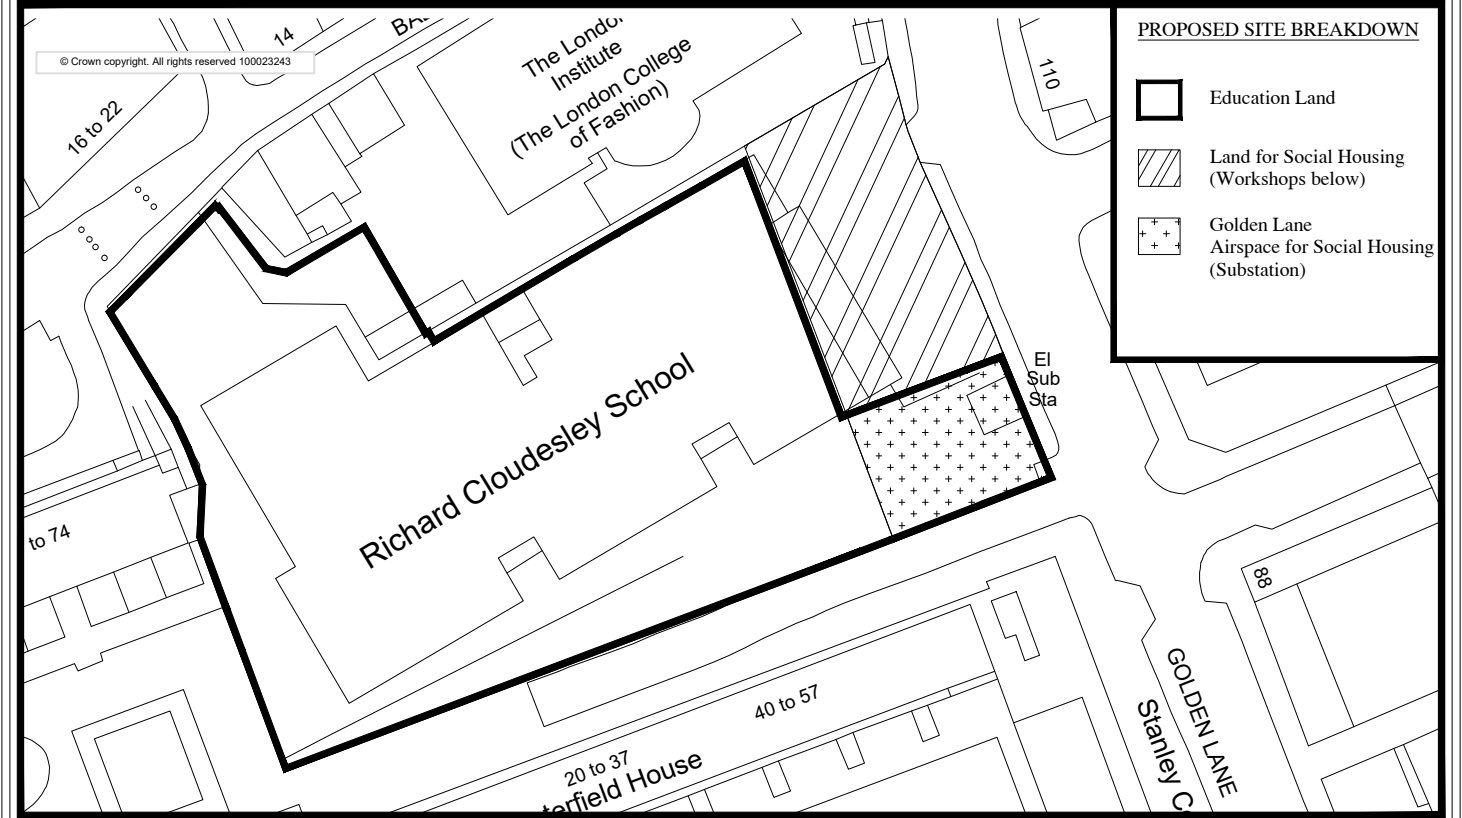 PROPOSED SITE BREAKDOWN
Education Land
Land for Social Housing
(Workshops below)
Golden Lane
Airspace for Social Housing
(Substation)
© Crown copyright. All rights reserved 100023243
14
16 to 22
The London
Institute
(The London College
of Fashion)
110
El
Sub
Sta
Richard Cloudesley School
to 74
88
40 to 57
20 to 37
terfield House
GOLDEN LANE
Stanley C